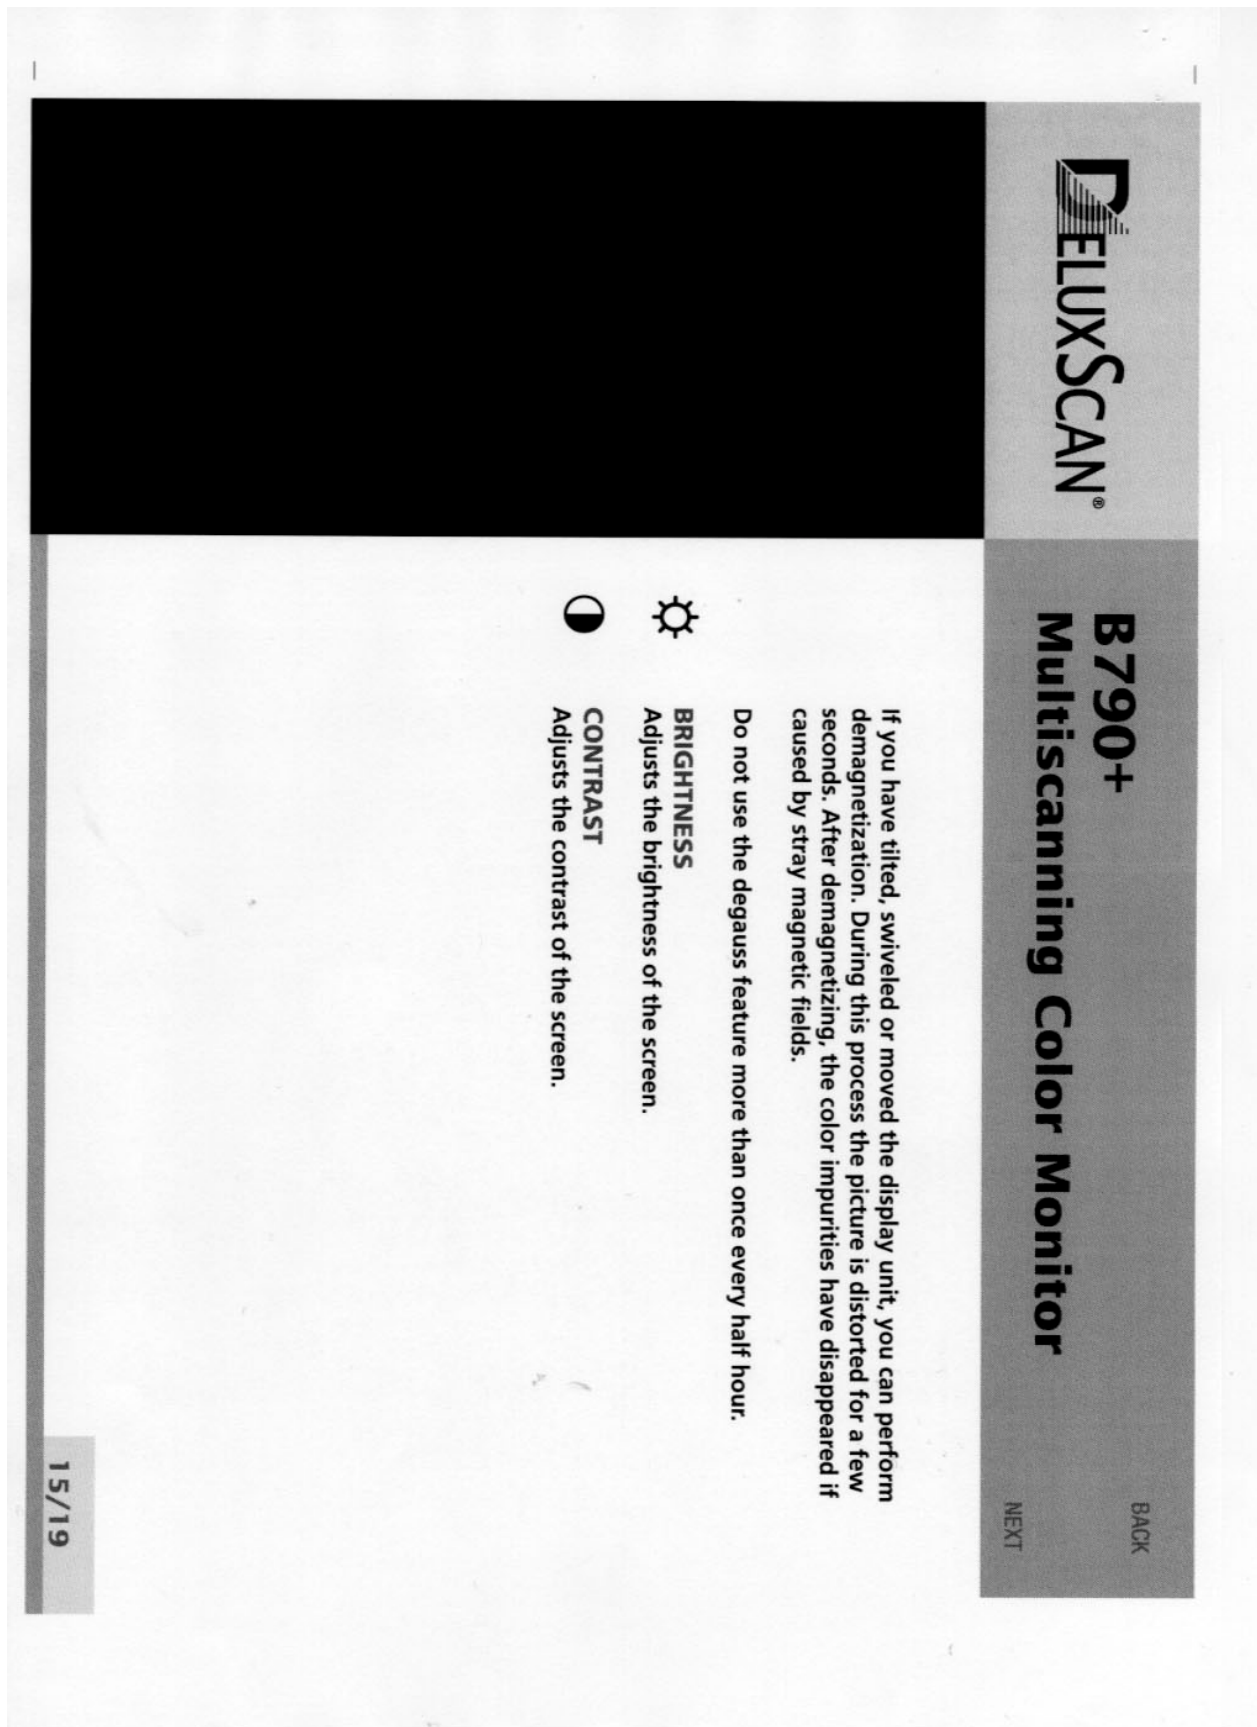 DELUXSCAN®
B790+
Multiscanning Color Monitor
BACK
NEXT
If you have tilted, swiveled or moved the display unit, you can perform
demagnetization. During this process the picture is distorted for a few
seconds. After demagnetizing, the color impurities have disappeared if
caused by stray magnetic fields.
Do not use the degauss feature more than once every half hour.
BRIGHTNESS
Adjusts the brightness of the screen.
CONTRAST
Adjusts the contrast of the screen.
15/19